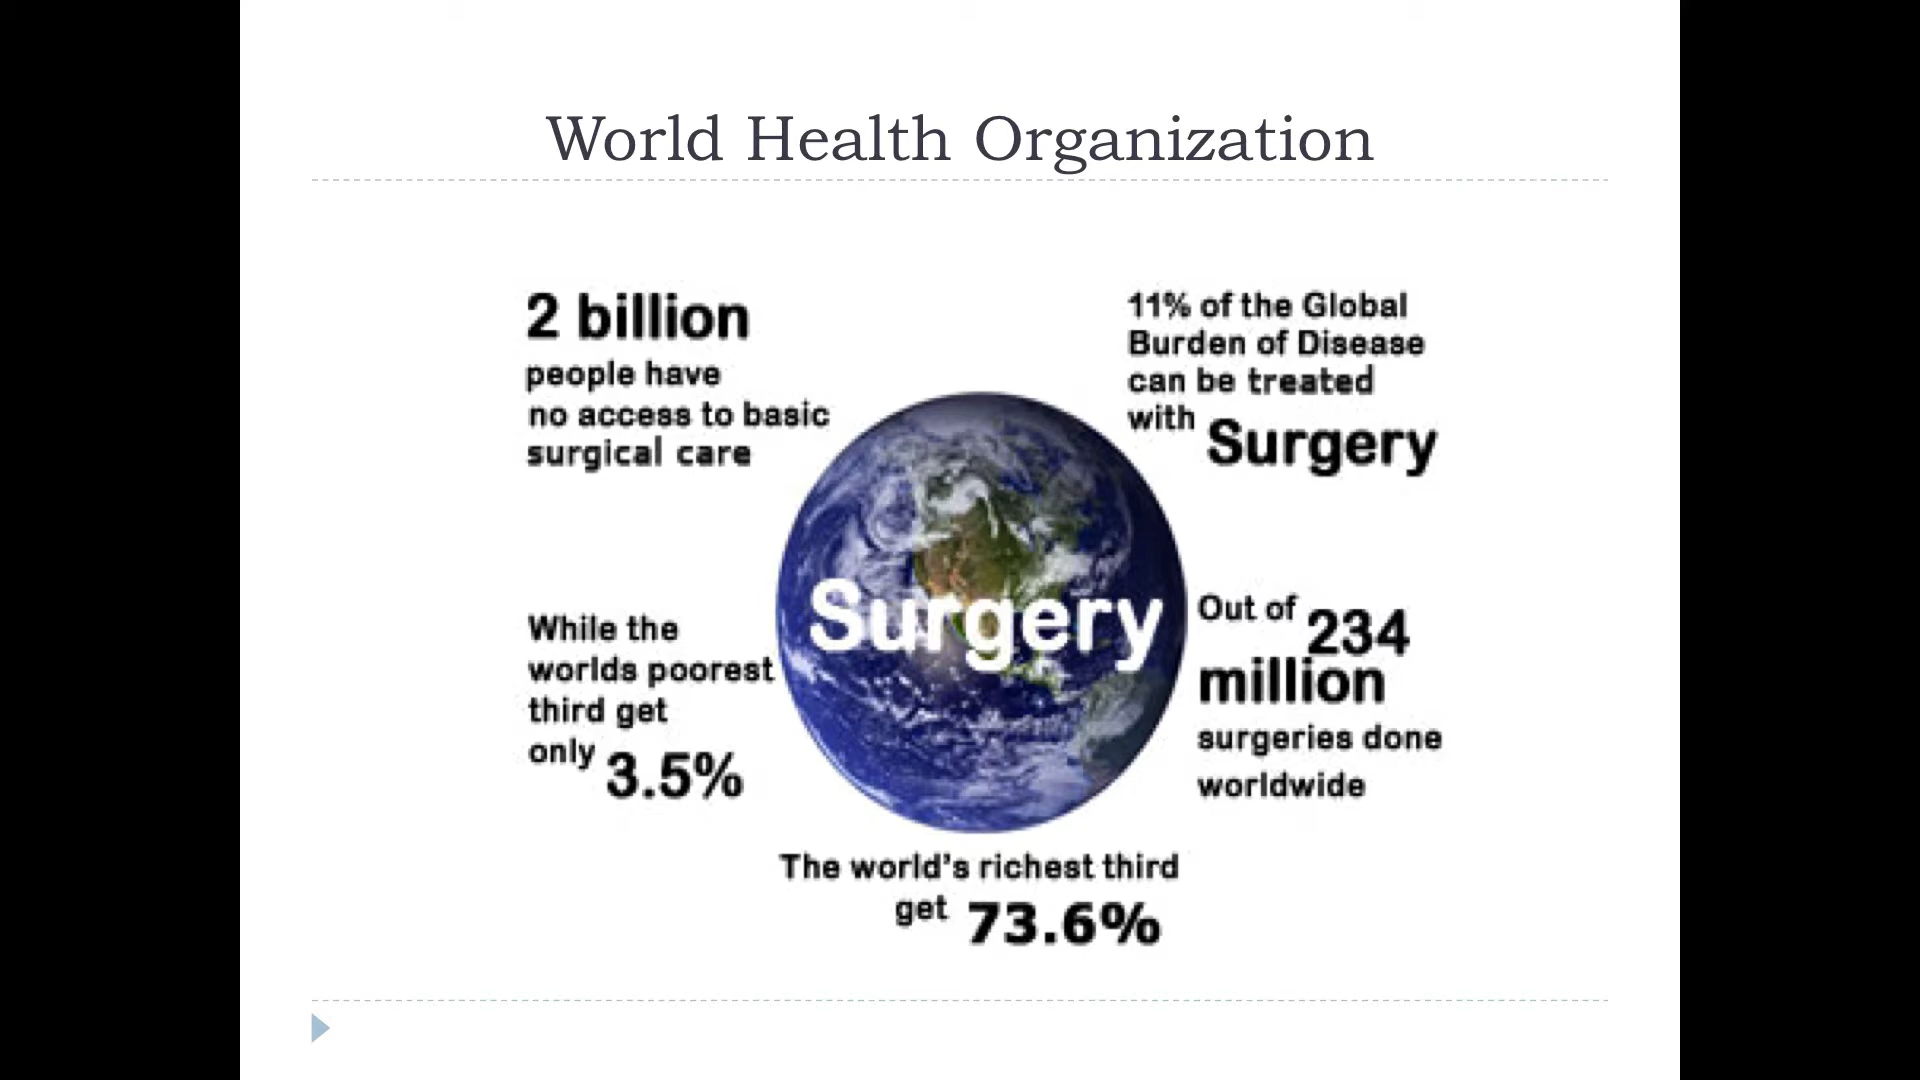 World Health Organization
2 billion
people have
no access to basic
surgical care
11% of the Global
Burden of Disease
can be treated
with Surgery
Surgery
Out of 234
million
surgeries done
worldwide
The world's richest third
get 73.6%
While the
worlds poorest
third get
only 3.5%